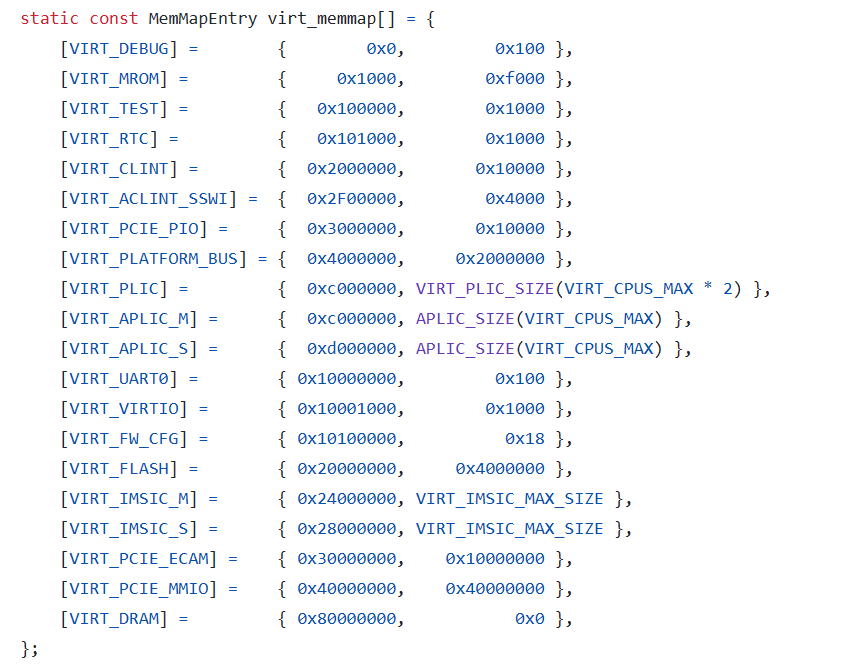 static const MemMapEntry virt_memmap[] = {
    [VIRT_DEBUG] =        {        0x0,         0x100 },
    [VIRT_MROM] =         {     0x1000,        0xf000 },
    [VIRT_TEST] =         {   0x100000,        0x1000 },
    [VIRT_RTC] =          {   0x101000,        0x1000 },
    [VIRT_CLINT] =        {  0x2000000,       0x10000 },
    [VIRT_ACLINT_SSWI] =  {  0x2F00000,        0x4000 },
    [VIRT_PCIE_PIO] =     {  0x3000000,       0x10000 },
    [VIRT_PLATFORM_BUS] = {  0x4000000,     0x2000000 },
    [VIRT_PLIC] =         {  0xc000000, VIRT_PLIC_SIZE(VIRT_CPUS_MAX * 2) },
    [VIRT_APLIC_M] =      {  0xc000000, APLIC_SIZE(VIRT_CPUS_MAX) },
    [VIRT_APLIC_S] =      {  0xd000000, APLIC_SIZE(VIRT_CPUS_MAX) },
    [VIRT_UART0] =        { 0x10000000,         0x100 },
    [VIRT_VIRTIO] =       { 0x10001000,        0x1000 },
    [VIRT_FW_CFG] =       { 0x10100000,          0x18 },
    [VIRT_FLASH] =        { 0x20000000,     0x4000000 },
    [VIRT_IMSIC_M] =      { 0x24000000, VIRT_IMSIC_MAX_SIZE },
    [VIRT_IMSIC_S] =      { 0x28000000, VIRT_IMSIC_MAX_SIZE },
    [VIRT_PCIE_ECAM] =    { 0x30000000,    0x10000000 },
    [VIRT_PCIE_MMIO] =    { 0x40000000,    0x40000000 },
    [VIRT_DRAM] =         { 0x80000000,           0x0 },
};